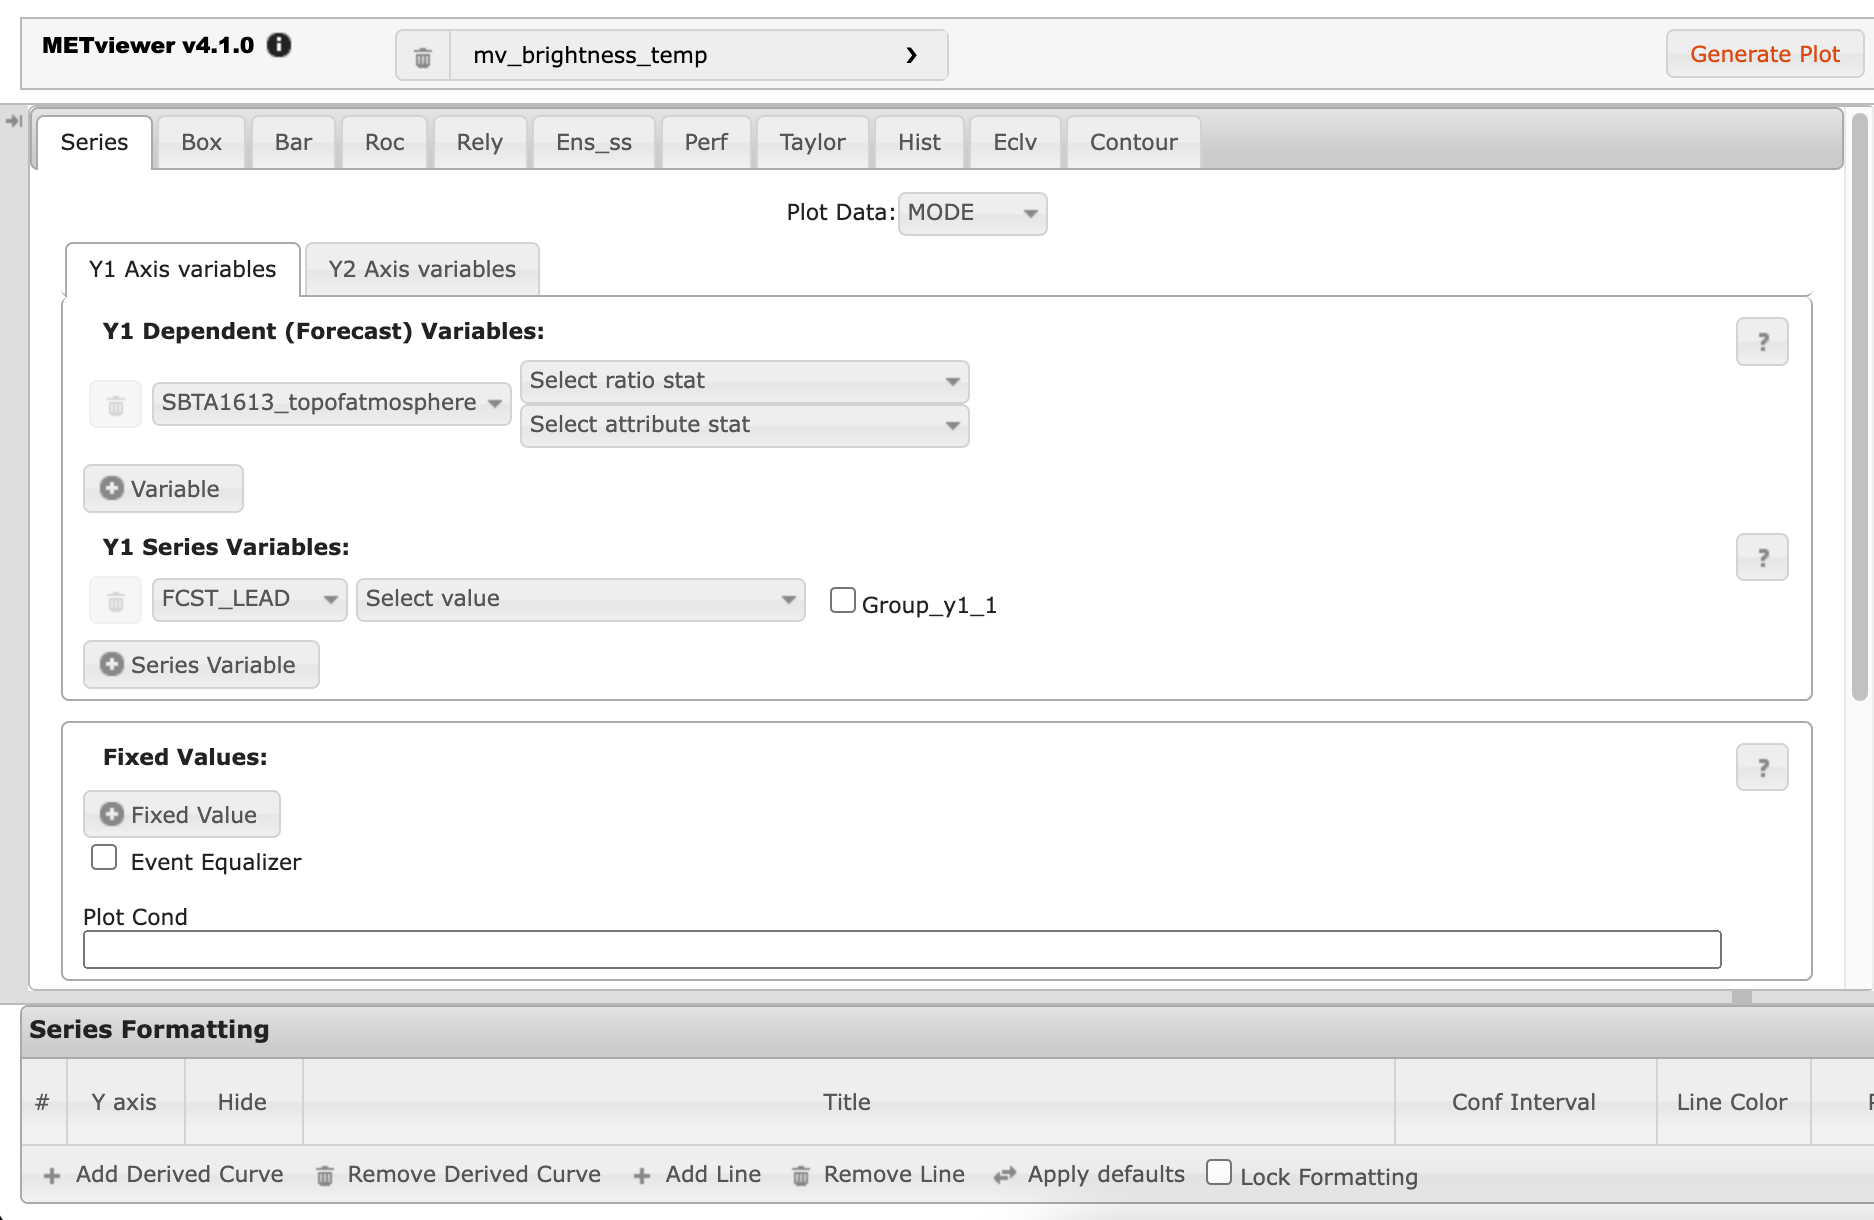 METviewer v4.1.0
mv_brightness_temp
Generate Plot
Series Box Bar Roc Rely Ens_ss Perf Taylor Hist Eclv Contour
Plot Data: MODE
Y1 Axis variables Y2 Axis variables
Y1 Dependent (Forecast) Variables:
?
SBTA1613_topofatmosphere
Select ratio stat
Select attribute stat
Variable
Y1 Series Variables:
?
FCST_LEAD Select value Group_y1_1
Series Variable
Fixed Values:
?
Fixed Value
Event Equalizer
Plot Cond
Series Formatting
# Y axis Hide Title Conf Interval Line Color
Add Derived Curve Remove Derived Curve Add Line Remove Line Apply defaults Lock Formatting